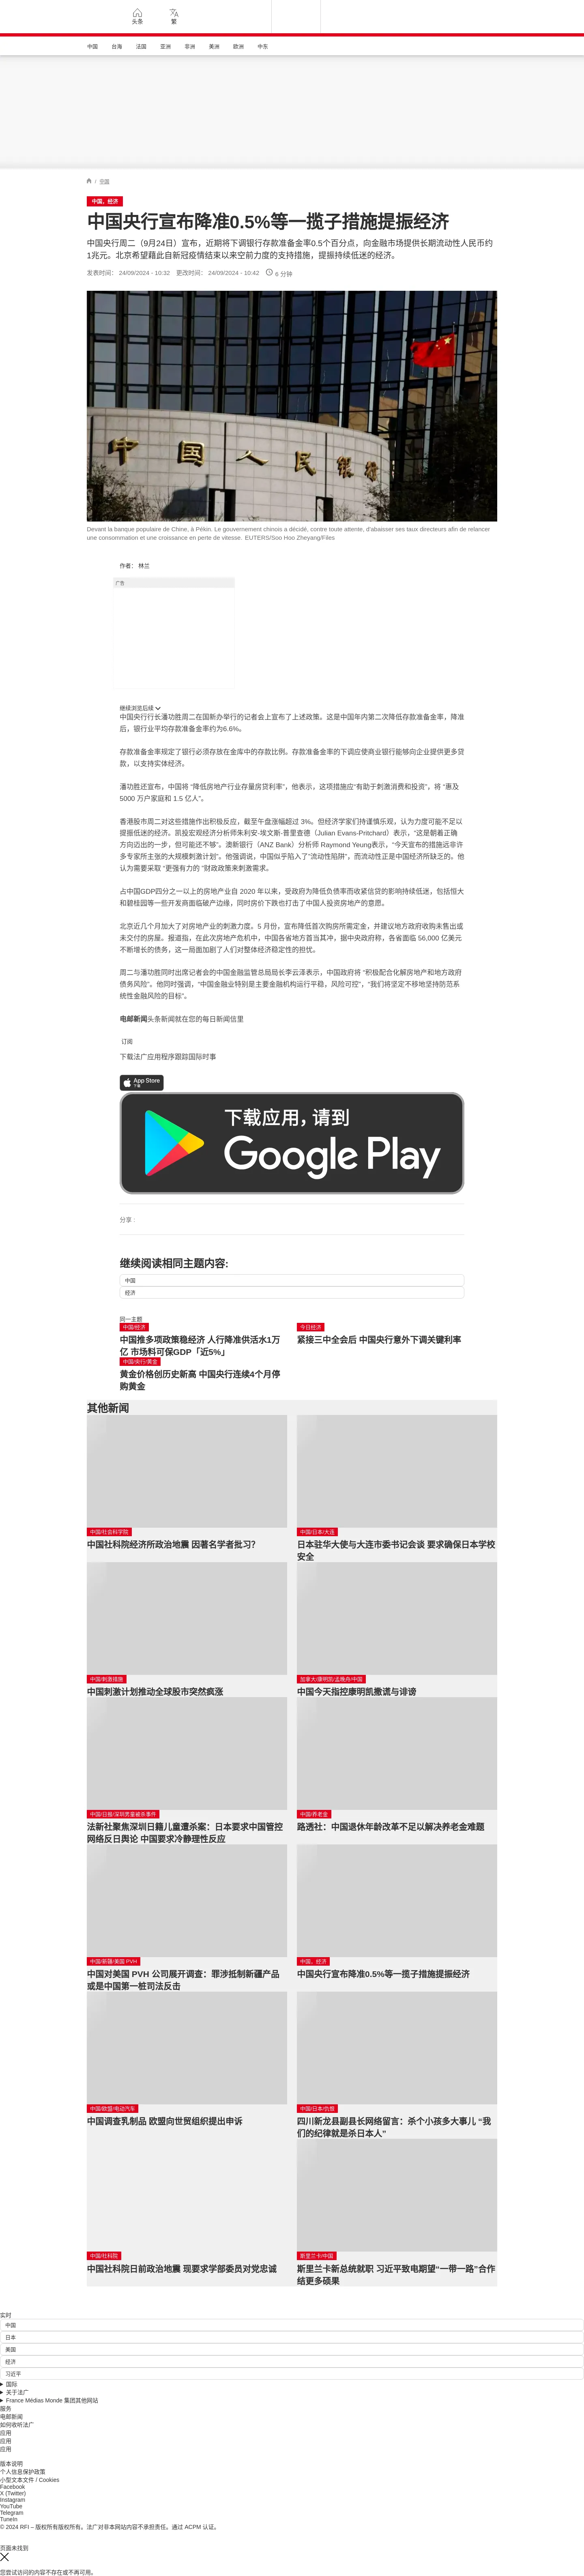 头条
繁
中国
台海
法国
亚洲
非洲
美洲
欧洲
中东
/ 中国
中国、经济
中国央行宣布降准0.5%等一揽子措施提振经济
中国央行周二（9月24日）宣布，近期将下调银行存款准备金率0.5个百分点，向金融市场提供长期流动性人民币约
1兆元。北京希望藉此自新冠疫情结束以来空前力度的支持措施，提振持续低迷的经济。
发表时间： 24/09/2024 - 10:32 更改时间： 24/09/2024 - 10:42 6 分钟
中国人民银行
Devant la banque populaire de Chine, à Pékin. Le gouvernement chinois a décidé, contre toute attente, d'abaisser ses taux directeurs afin de relancer
une consommation et une croissance en perte de vitesse. EUTERS/Soo Hoo Zheyang/Files
作者： 林兰
广告
继续浏览后续
中国央行行长潘功胜周二在国新办举行的记者会上宣布了上述政策。这是中国年内第二次降低存款准备金率，降准
后，银行业平均存款准备金率约为6.6%。
存款准备金率规定了银行必须存放在金库中的存款比例。存款准备金率的下调应使商业银行能够向企业提供更多贷
款，以支持实体经济。
潘功胜还宣布，中国将 “降低房地产行业存量房贷利率”，他表示，这项措施应“有助于刺激消费和投资”，将 “惠及
5000 万户家庭和 1.5 亿人”。
香港股市周二对这些措施作出积极反应，截至午盘涨幅超过 3%。但经济学家们持谨慎乐观，认为力度可能不足以
提振低迷的经济。凯投宏观经济分析师朱利安-埃文斯-普里查德（Julian Evans-Pritchard）表示，“这是朝着正确
方向迈出的一步，但可能还不够”。澳新银行（ANZ Bank）分析师 Raymond Yeung表示，“今天宣布的措施远非许
多专家所主张的大规模刺激计划”。他强调说，中国似乎陷入了“流动性陷阱”，而流动性正是中国经济所缺乏的。他
认为需要采取 “更强有力的 ”财政政策来刺激需求。
占中国GDP四分之一以上的房地产业自 2020 年以来，受政府为降低负债率而收紧信贷的影响持续低迷，包括恒大
和碧桂园等一些开发商面临破产边缘，同时房价下跌也打击了中国人投资房地产的意愿。
北京近几个月加大了对房地产业的刺激力度。5 月份，宣布降低首次购房所需定金，并建议地方政府收购未售出或
未交付的房屋。报道指，在此次房地产危机中，中国各省地方首当其冲，据中央政府称，各省面临 56,000 亿美元
不断增长的债务，这一局面加剧了人们对整体经济稳定性的担忧。
周二与潘功胜同时出席记者会的中国金融监管总局局长李云泽表示，中国政府将 “积极配合化解房地产和地方政府
债务风险”。他同时强调，“中国金融业特别是主要金融机构运行平稳，风险可控”，“我们将坚定不移地坚持防范系
统性金融风险的目标”。
电邮新闻头条新闻就在您的每日新闻信里
订阅
下载法广应用程序跟踪国际时事
App Store
下载
下载应用，请到
Google Play
分享 :
继续阅读相同主题内容:
中国
经济
同一主题
中国/经济
中国推多项政策稳经济 人行降准供活水1万
亿 市场料可保GDP「近5%」
今日经济
紧接三中全会后 中国央行意外下调关键利率
中国/央行/黄金
黄金价格创历史新高 中国央行连续4个月停
购黄金
其他新闻
中国/社会科学院
中国社科院经济所政治地震 因著名学者批习?
中国/日本/大连
日本驻华大使与大连市委书记会谈 要求确保日本学校
安全
中国/刺激措施
中国刺激计划推动全球股市突然疯涨
加拿大/康明凯/孟晚舟/中国
中国今天指控康明凯撒谎与诽谤
中国/日报/深圳男童被杀事件
法新社聚焦深圳日籍儿童遭杀案：日本要求中国管控
网络反日舆论 中国要求冷静理性反应
中国/养老金
路透社：中国退休年龄改革不足以解决养老金难题
中国/新疆/美国 PVH
中国对美国 PVH 公司展开调查：罪涉抵制新疆产品
或是中国第一桩司法反击
中国、经济
中国央行宣布降准0.5%等一揽子措施提振经济
中国/欧盟/电动汽车
中国调查乳制品 欧盟向世贸组织提出申诉
中国/日本/仇恨
四川新龙县副县长网络留言：杀个小孩多大事儿 “我
们的纪律就是杀日本人”
中国/社科院
中国社科院日前政治地震 现要求学部委员对党忠诚
斯里兰卡/中国
斯里兰卡新总统就职 习近平致电期望“一带一路”合作
结更多硕果
实时
中国
日本
美国
经济
习近平
国际
关于法广
France Médias Monde 集团其他网站
服务
电邮新闻
如何收听法广
应用
应用
应用
版本说明
个人信息保护政策
小型文本文件 / Cookies
Facebook
X (Twitter)
Instagram
YouTube
Telegram
TuneIn
© 2024 RFI – 版权所有版权所有。法广对非本网站内容不承担责任。通过 ACPM 认证。
页面未找到
您尝试访问的内容不存在或不再可用。